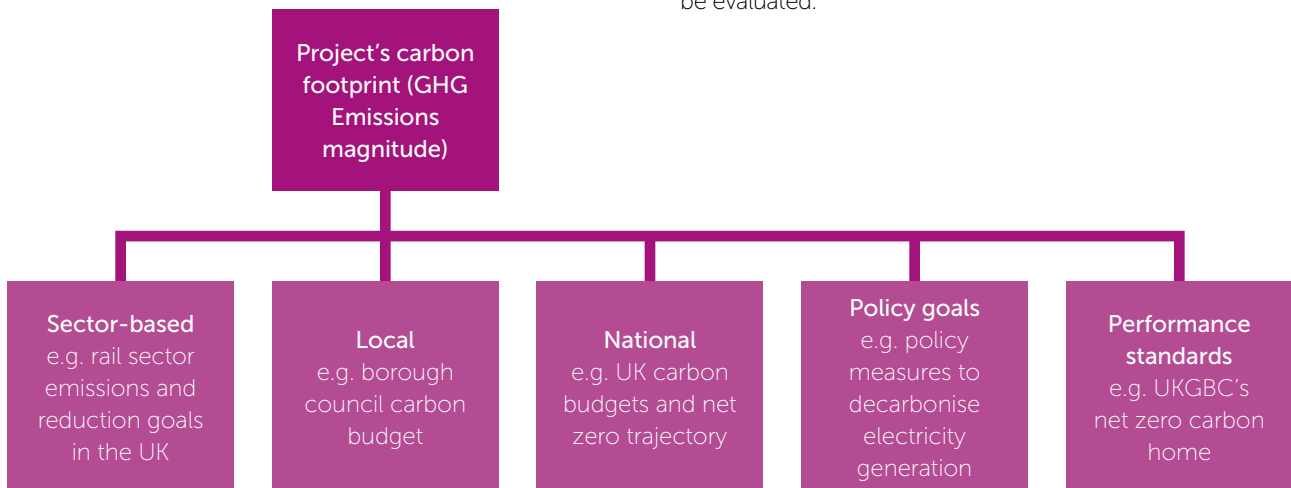 be evaluated.
Project’s carbon
footprint (GHG
Emissions
magnitude)
Sector-based
e.g. rail sector
emissions and
reduction goals
in the UK
Local
e.g. borough
council carbon
budget
National
e.g. UK carbon
budgets and net
zero trajectory
Policy goals
e.g. policy
measures to
decarbonise
electricity
generation
Performance
standards
e.g. UKGBC’s
net zero carbon
home